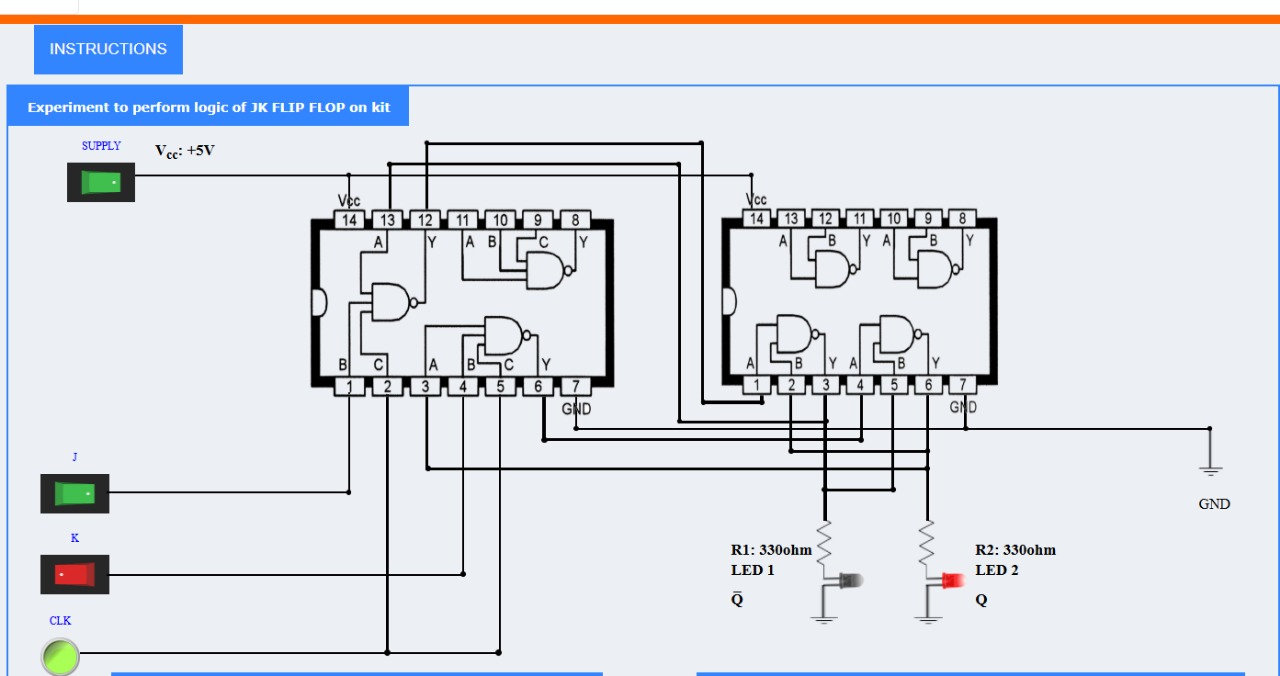 INSTRUCTIONS
Experiment to perform logic of JK FLIP FLOP on kit
SUPPLY
Vcc: +5V
Vcc
Vcc
14 13 12 11 10 9 8
14 13 12 11 10 9 8
A Y A B C Y
A B Y A B Y
B C A B C Y
A B Y A B Y
1 2 3 4 5 6 7
1 2 3 4 5 6 7
GND
GND
J
GND
K
R1: 330ohm
LED 1
Q̅
R2: 330ohm
LED 2
Q
CLK